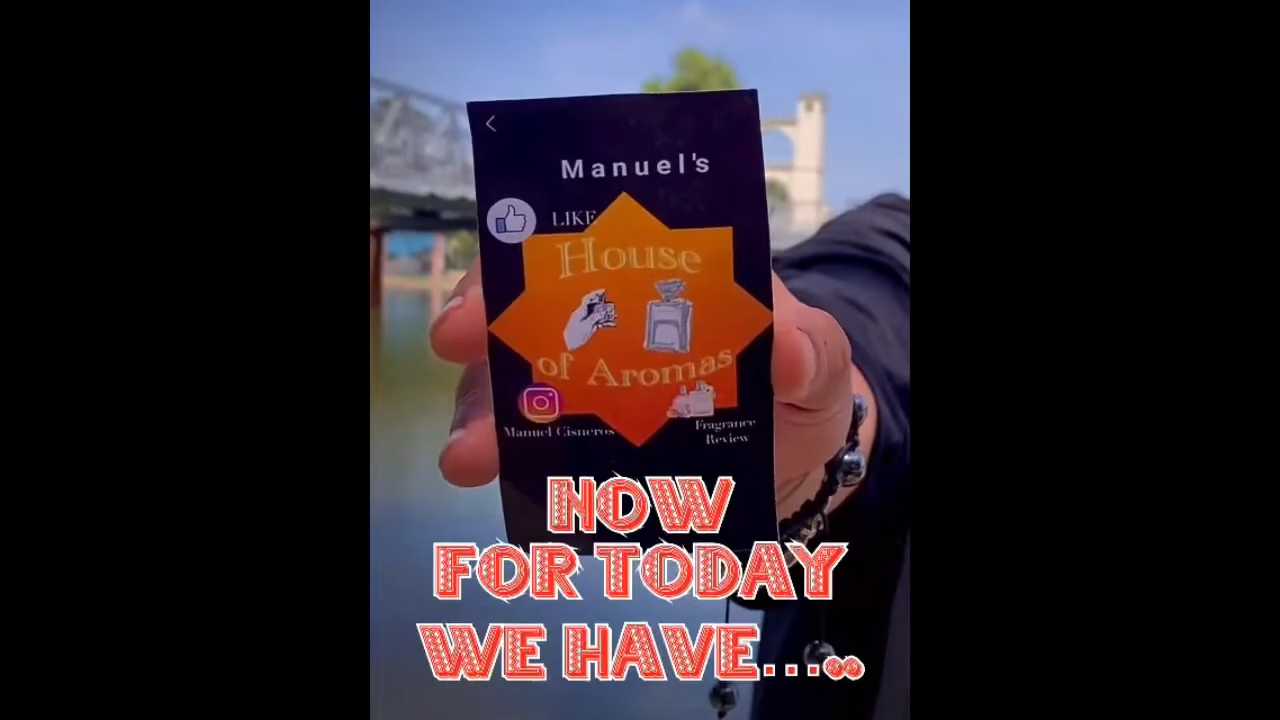 Manuel's
LIKE
House
of Aromas
Manuel Cisneros
Fragrance
Review
NOW
FOR TODAY
WE HAVE.....